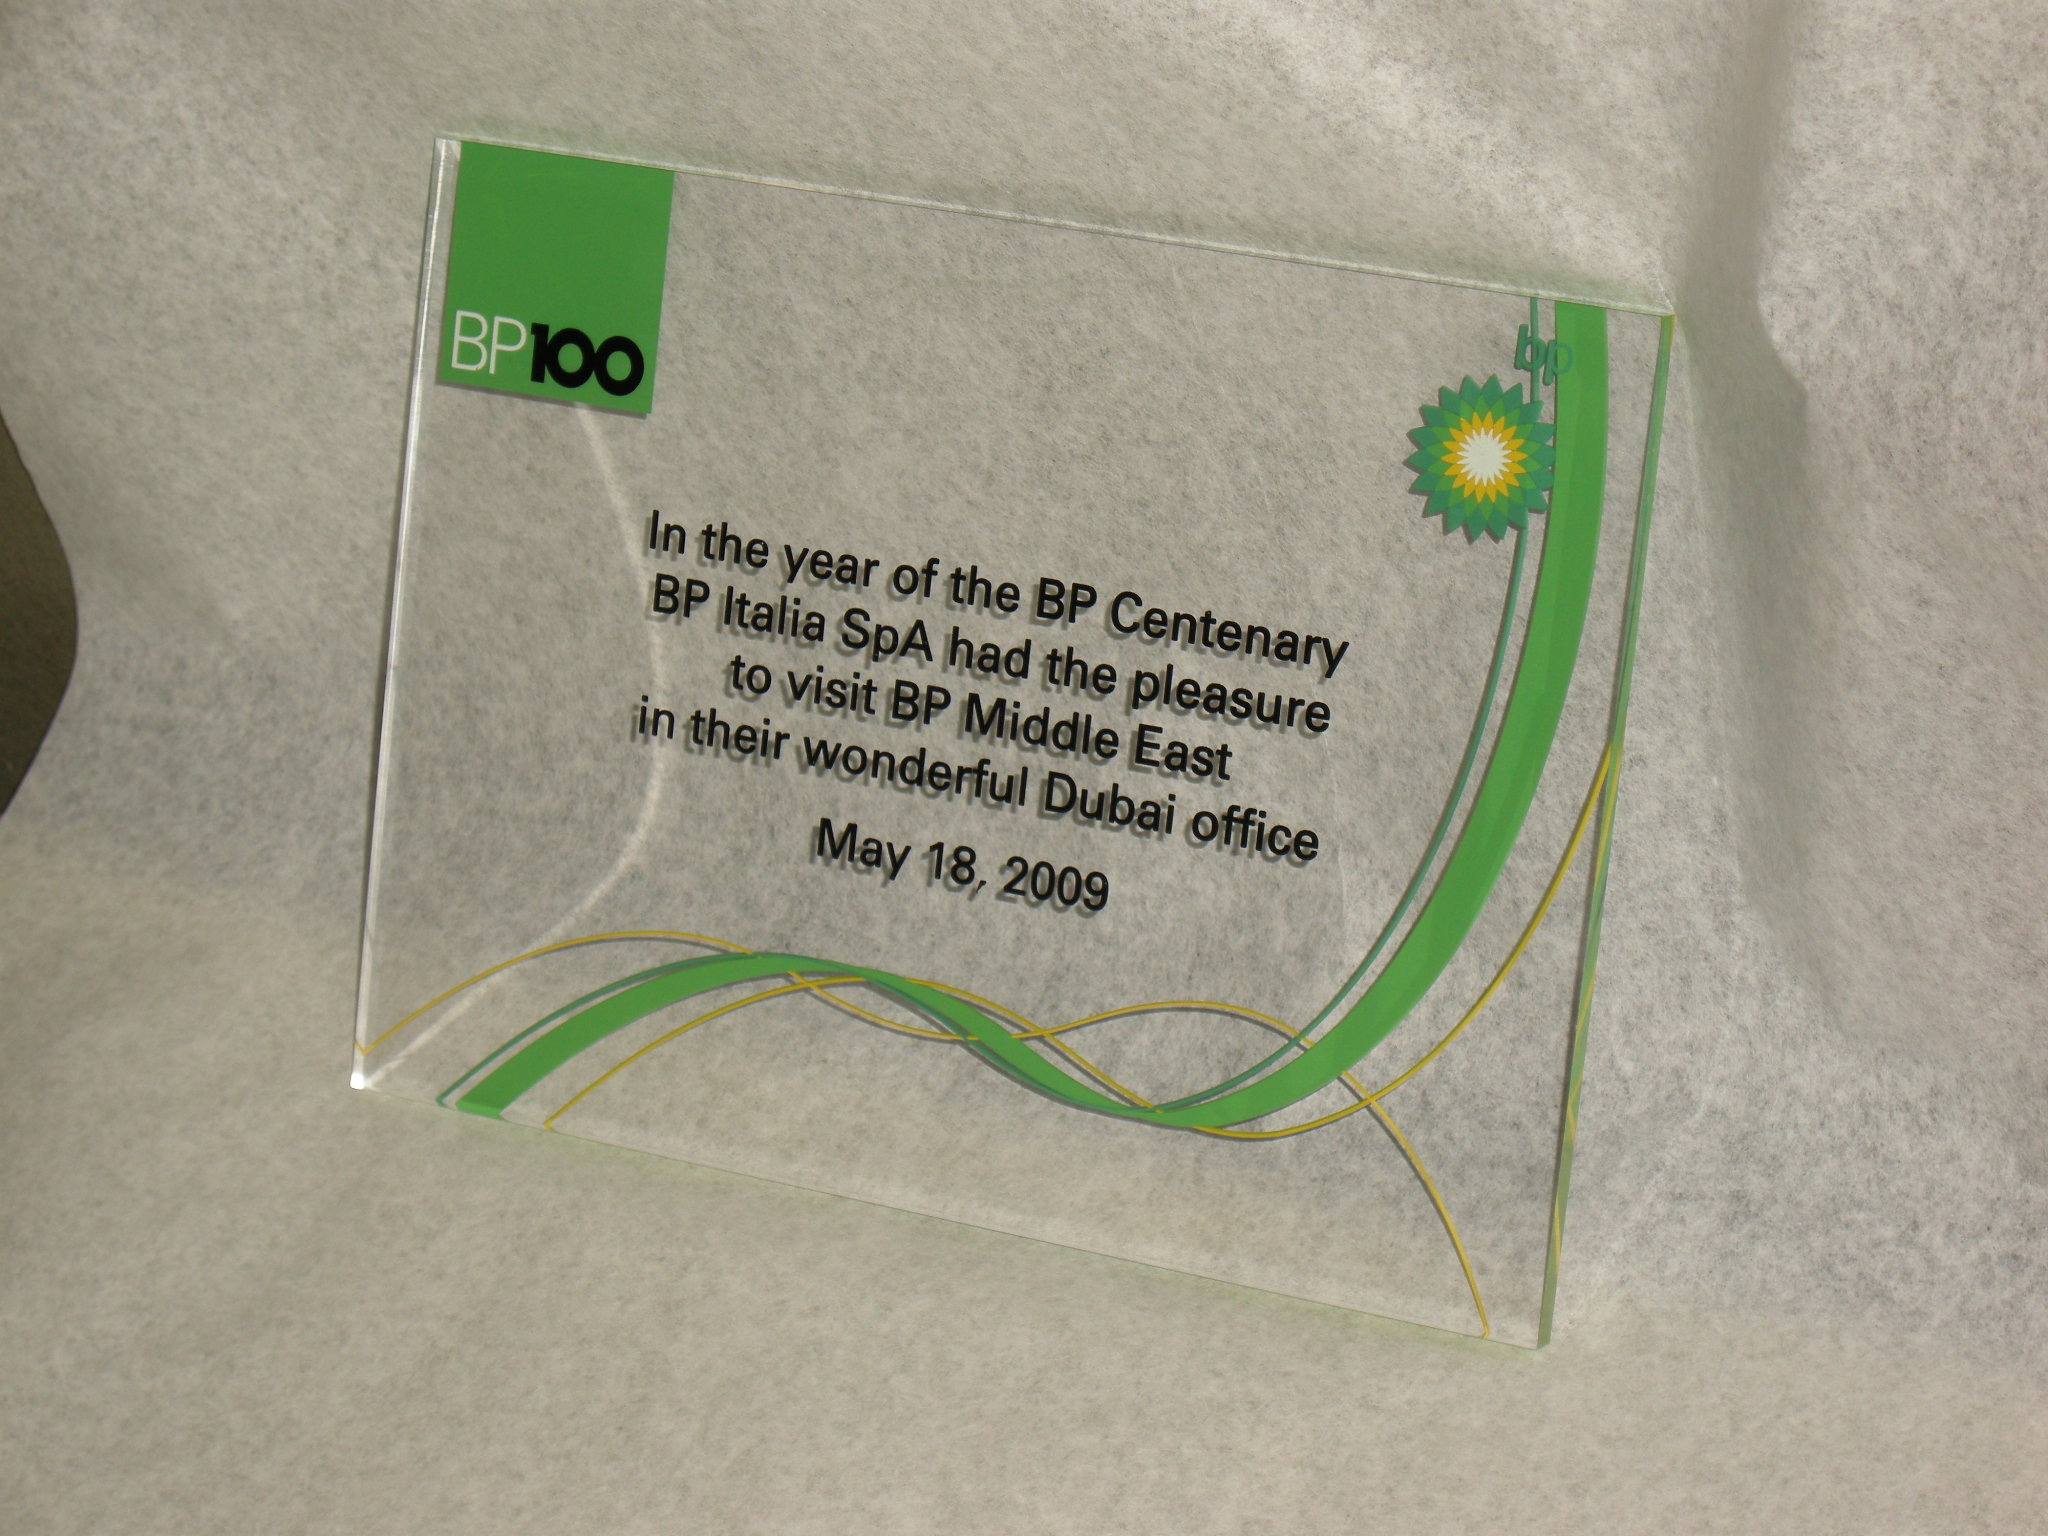 BP100
bp
In the year of the BP Centenary
BP Italia SpA had the pleasure
to visit BP Middle East
in their wonderful Dubai office
May 18, 2009